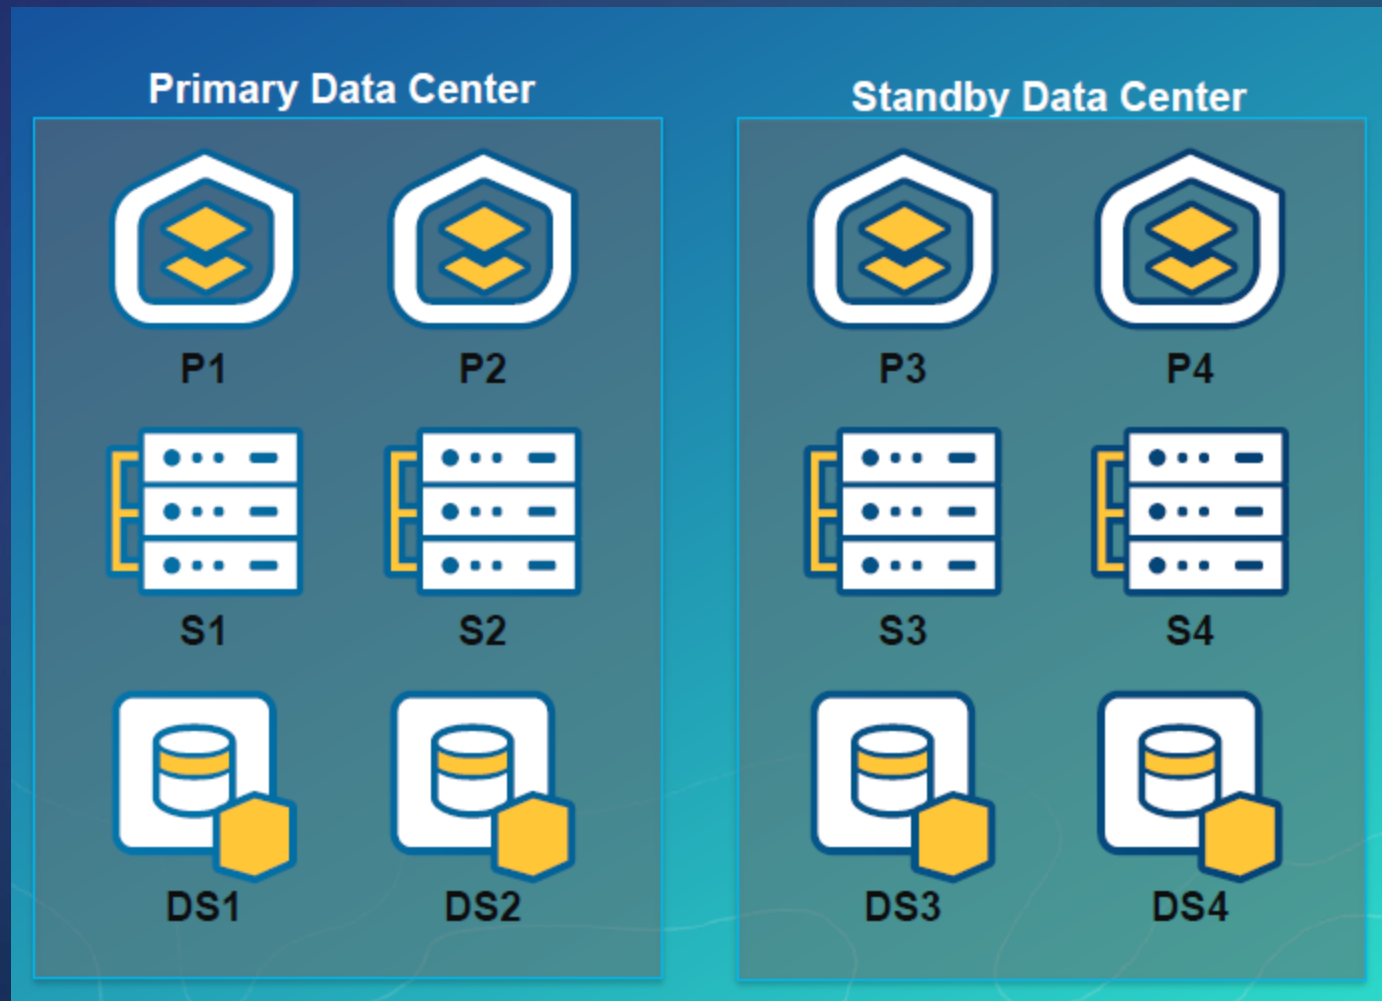 Primary Data Center
P1 P2
S1 S2
DS1 DS2
Standby Data Center
P3 P4
S3 S4
DS3 DS4